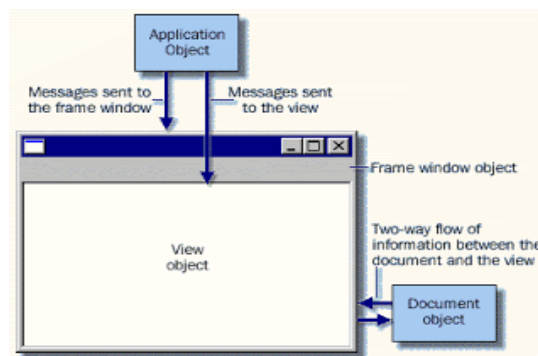 Application
Object
Messages sent to
the frame window
Messages sent
to the view
Frame window object
View
object
Two-way flow of
information between the
document and the view
Document
object